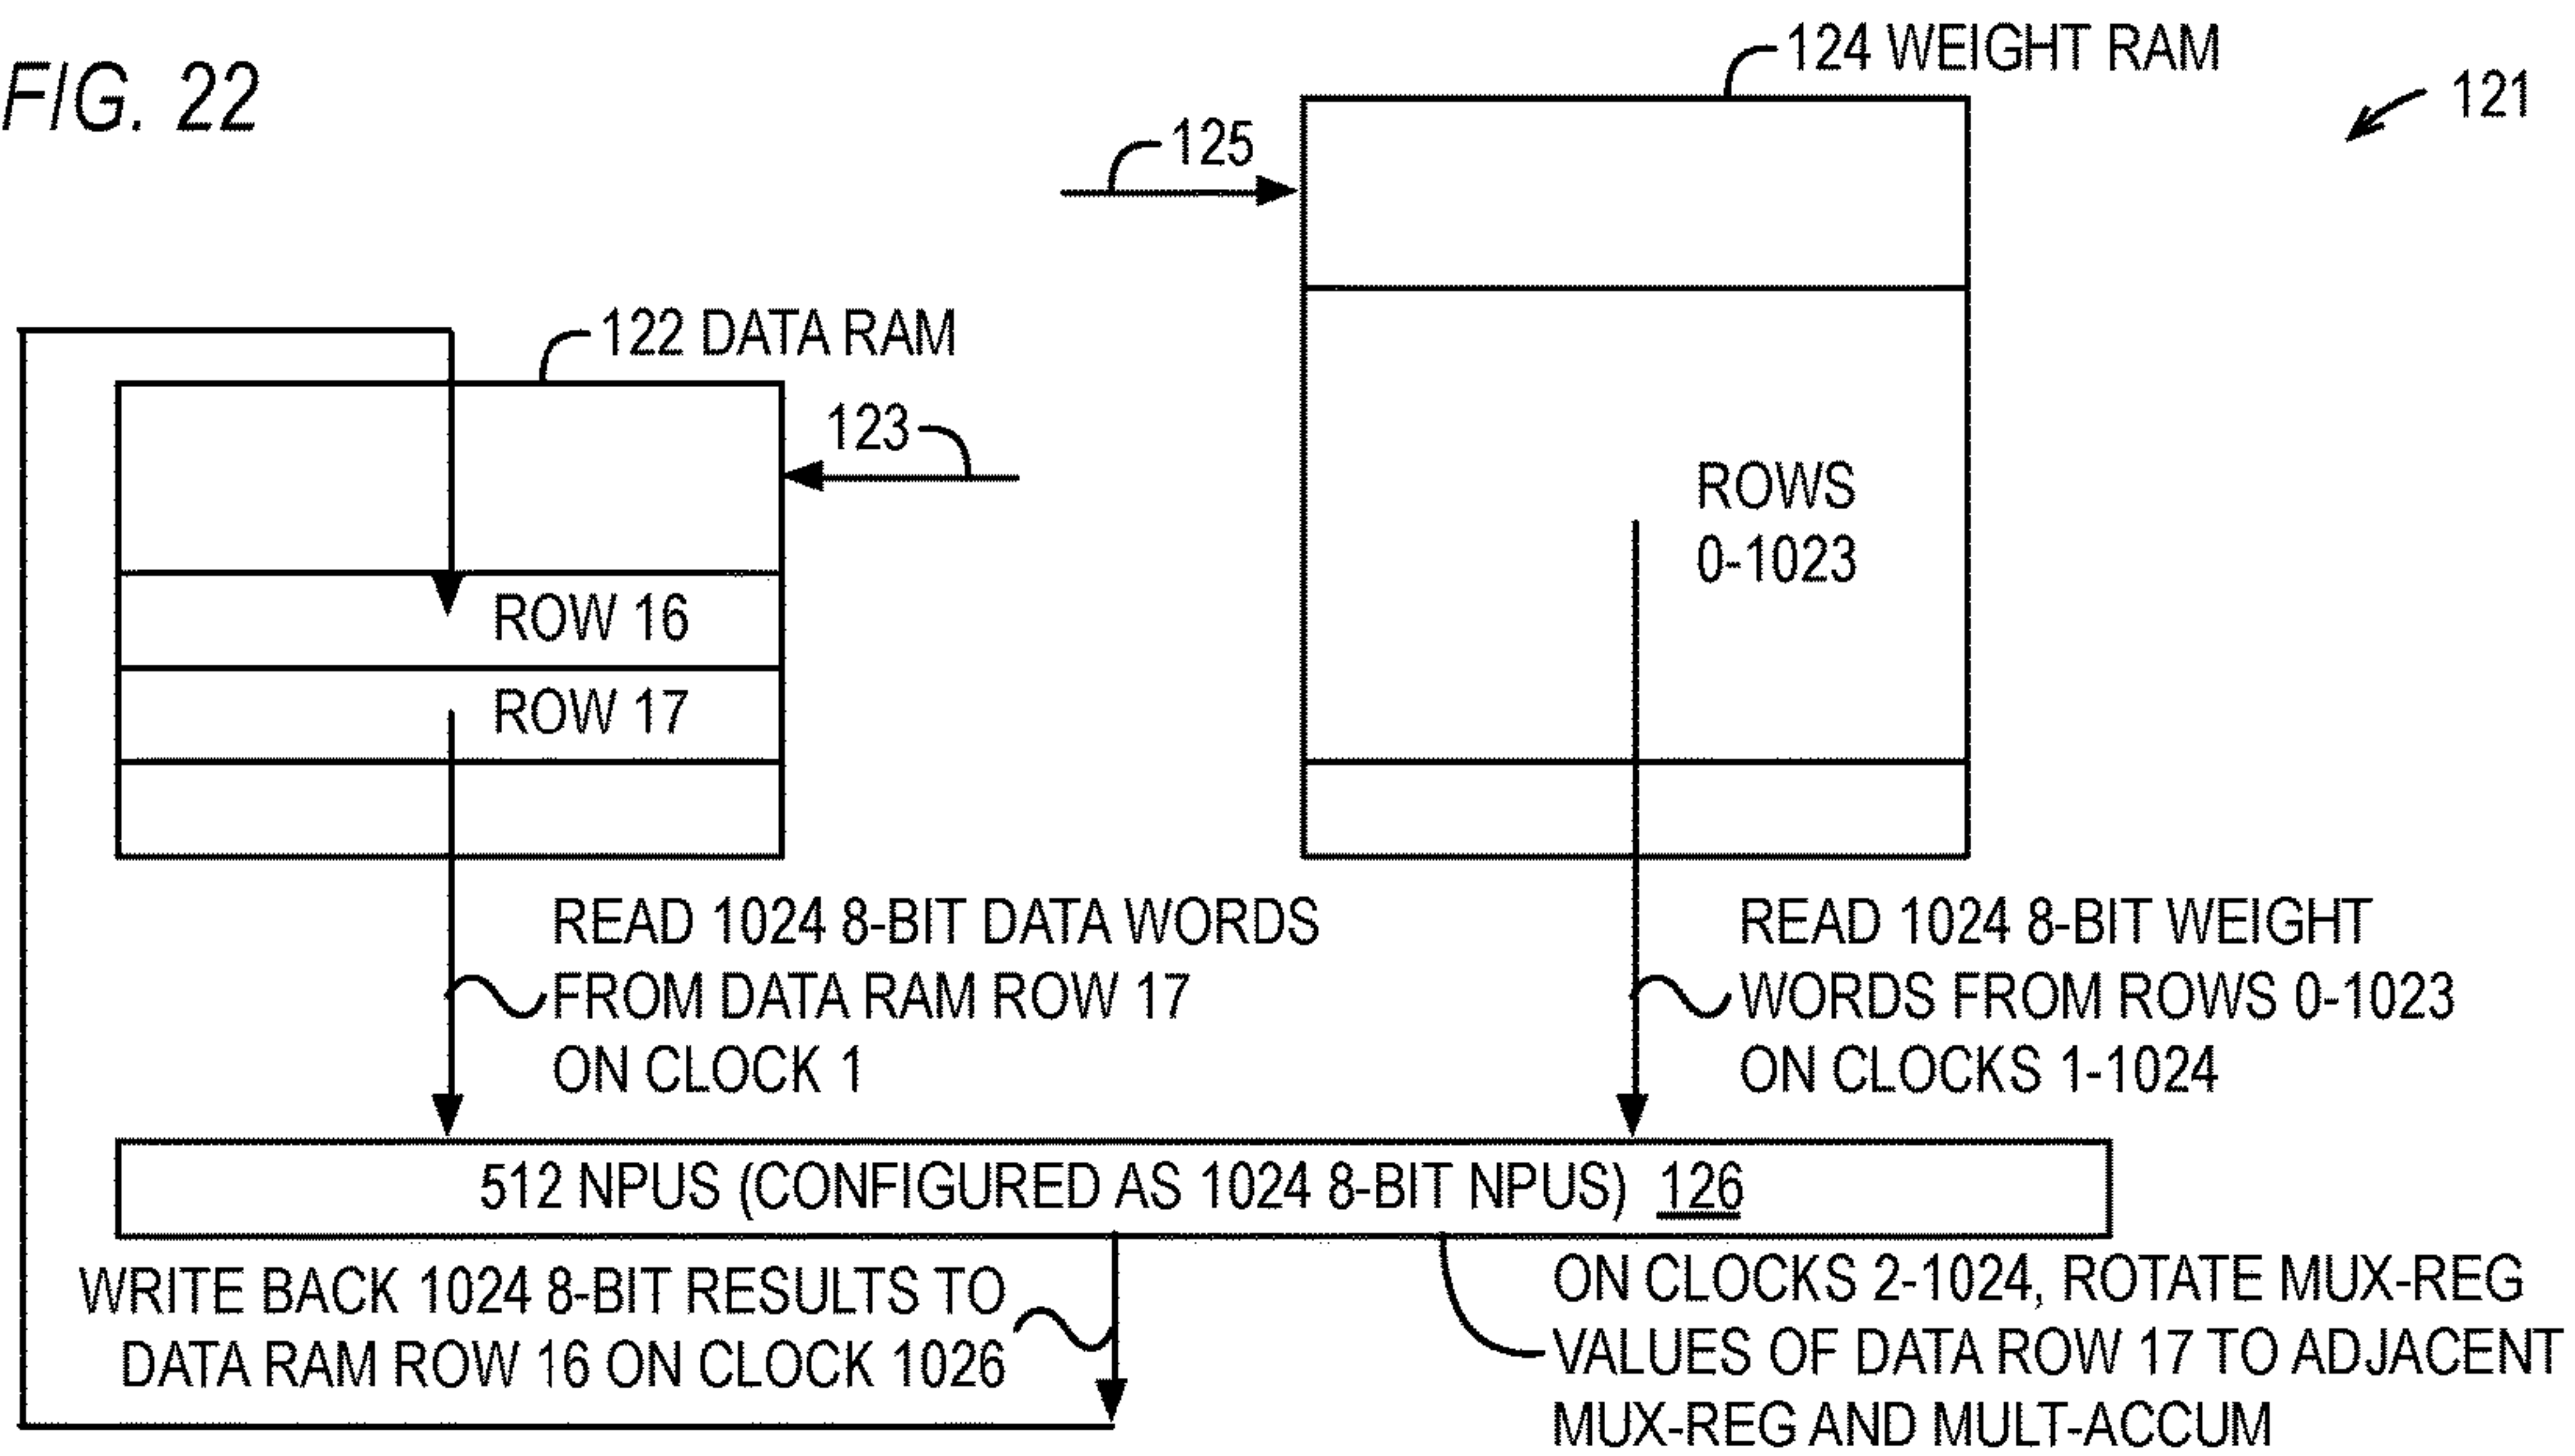 FIG. 22
124 WEIGHT RAM
121
125
122 DATA RAM
123
ROWS
0-1023
ROW 16
ROW 17
READ 1024 8-BIT DATA WORDS
FROM DATA RAM ROW 17
ON CLOCK 1
READ 1024 8-BIT WEIGHT
WORDS FROM ROWS 0-1023
ON CLOCKS 1-1024
512 NPUS (CONFIGURED AS 1024 8-BIT NPUS) 126
WRITE BACK 1024 8-BIT RESULTS TO
DATA RAM ROW 16 ON CLOCK 1026
ON CLOCKS 2-1024, ROTATE MUX-REG
VALUES OF DATA ROW 17 TO ADJACENT
MUX-REG AND MULT-ACCUM